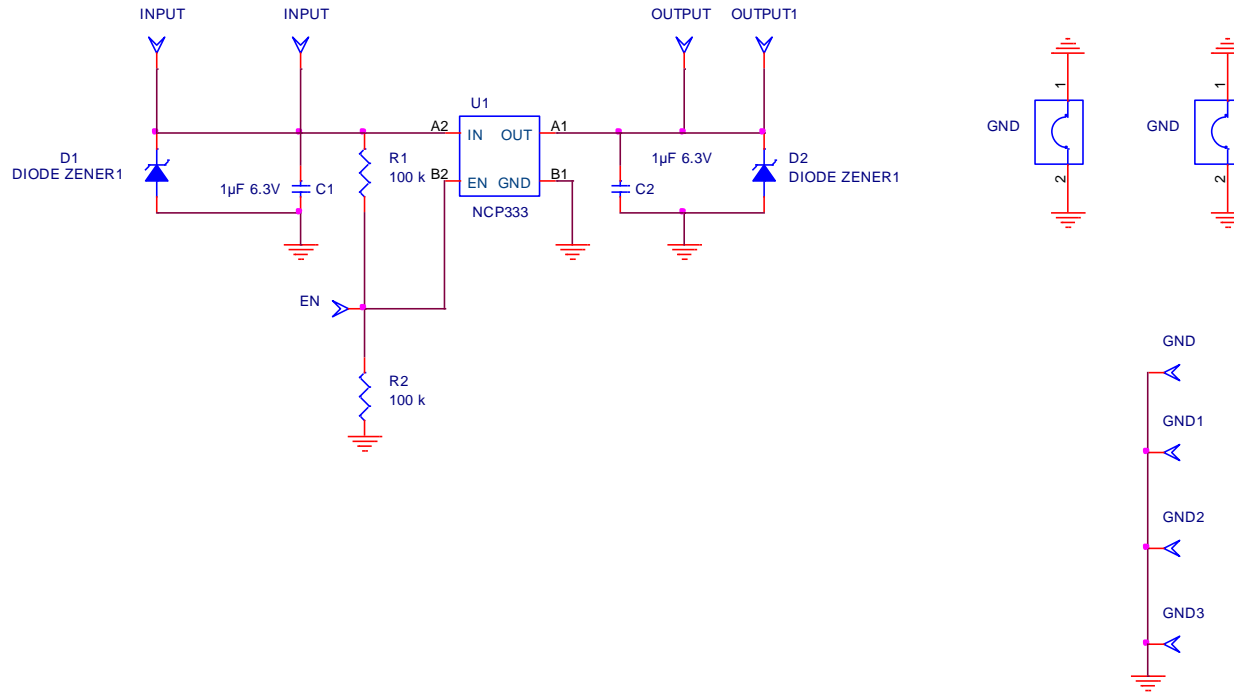 INPUT
INPUT
OUTPUT
OUTPUT1
D1
DIODE ZENER1
1µF 6.3V
C1
R1
100 k
U1
A2
IN
OUT
A1
B2
EN
GND
B1
NCP333
1µF 6.3V
C2
D2
DIODE ZENER1
EN
R2
100 k
1
GND
2
1
GND
2
GND
GND1
GND2
GND3